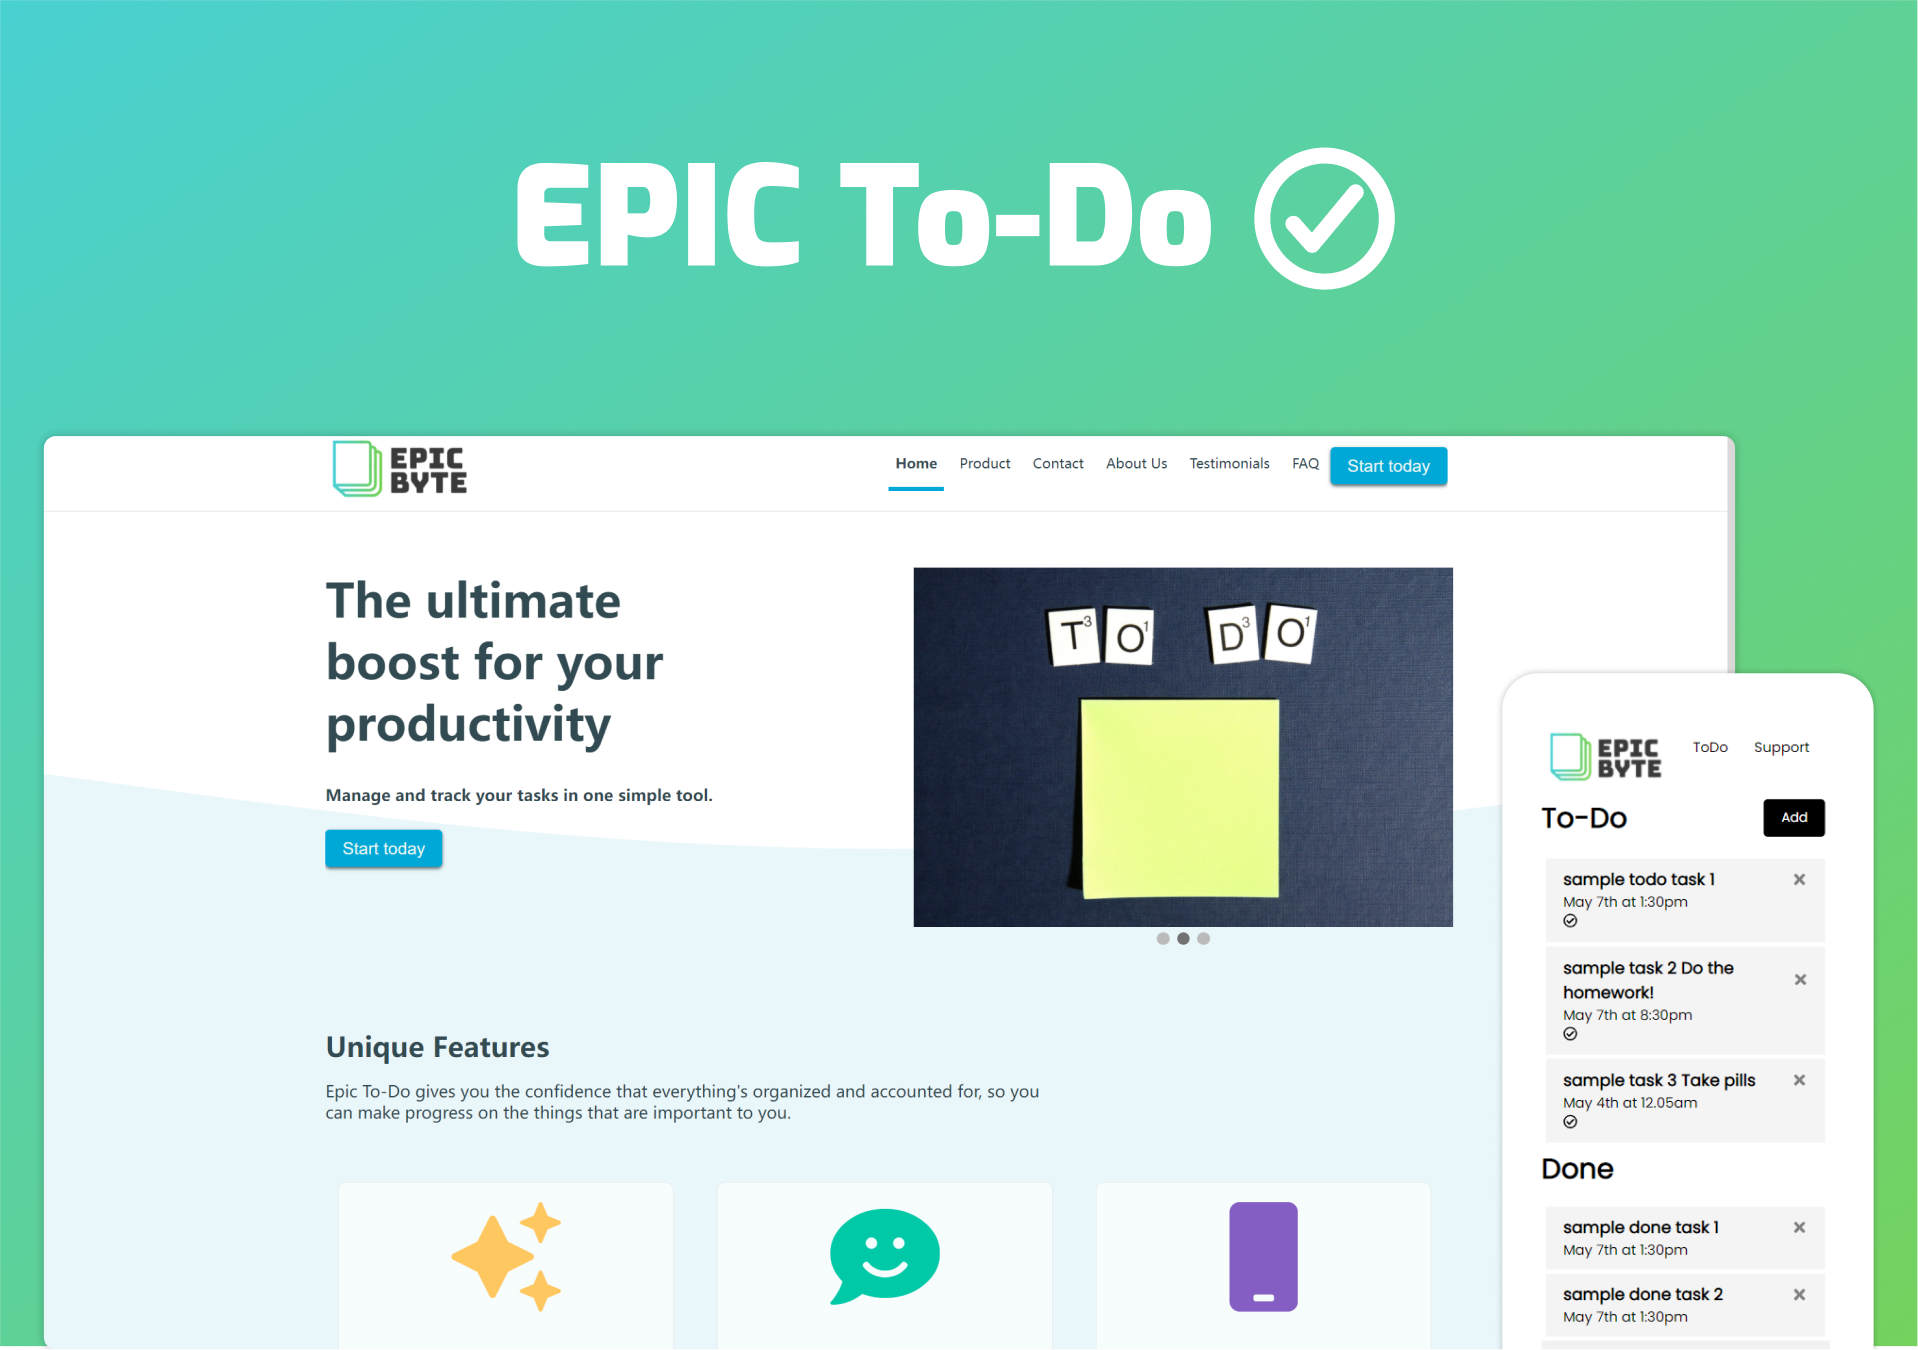 EPIC To-Do
EPIC
BYTE
Home Product Contact About Us Testimonials FAQ Start today
The ultimate
boost for your
productivity
Manage and track your tasks in one simple tool.
Start today
T3 O1 D3 O1
Unique Features
Epic To-Do gives you the confidence that everything's organized and accounted for, so you
can make progress on the things that are important to you.
EPIC
BYTE
ToDo Support
To-Do Add
sample todo task 1
May 7th at 1:30pm
sample task 2 Do the
homework!
May 7th at 8:30pm
sample task 3 Take pills
May 4th at 12.05am
Done
sample done task 1
May 7th at 1:30pm
sample done task 2
May 7th at 1:30pm